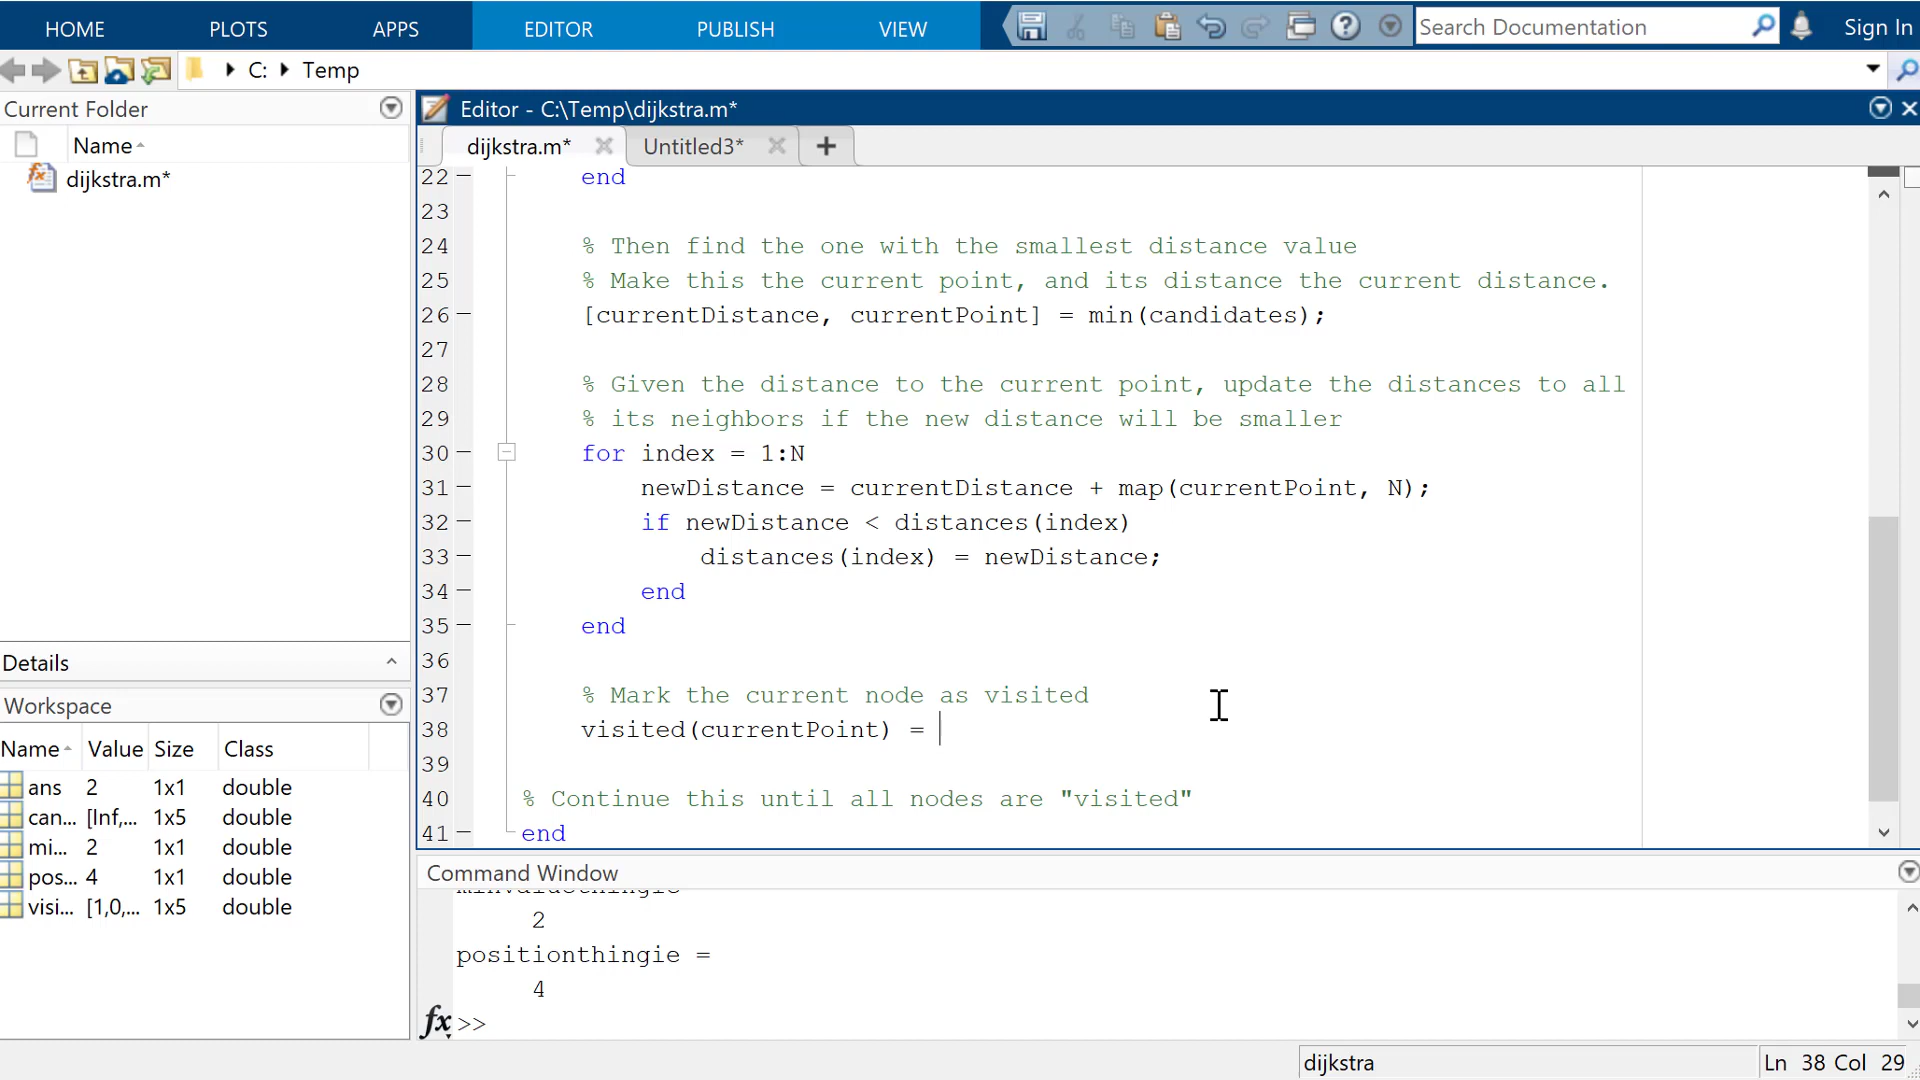 HOME PLOTS APPS EDITOR PUBLISH VIEW Search Documentation Sign In
C: Temp
Current Folder
Name
dijkstra.m*
Details
Workspace
Name Value Size Class
ans 2 1x1 double
can... [Inf,... 1x5 double
mi... 2 1x1 double
pos... 4 1x1 double
visi... [1,0,... 1x5 double
Editor - C:\Temp\dijkstra.m*
dijkstra.m* Untitled3* +
22 end
23
24 % Then find the one with the smallest distance value
25 % Make this the current point, and its distance the current distance.
26 [currentDistance, currentPoint] = min(candidates);
27
28 % Given the distance to the current point, update the distances to all
29 % its neighbors if the new distance will be smaller
30 for index = 1:N
31 newDistance = currentDistance + map(currentPoint, N);
32 if newDistance < distances(index)
33 distances(index) = newDistance;
34 end
35 end
36
37 % Mark the current node as visited
38 visited(currentPoint) =
39
40 % Continue this until all nodes are "visited"
41 end
Command Window
2
positionthingie =
4
fx >>
dijkstra Ln 38 Col 29